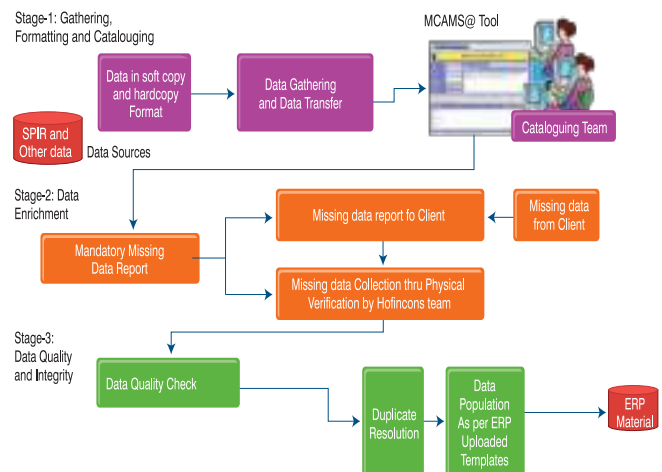 Stage-1: Gathering,
Formatting and Catalouging
MCAMS@ Tool
Data in soft copy
and hardcopy
Format
Data Gathering
and Data Transfer
Cataloguing Team
SPIR and
Other data
Data Sources
Stage-2: Data
Enrichment
Mandatory Missing
Data Report
Missing data report fo Client
Missing data
from Client
Missing data Collection thru Physical
Verification by Hofincons team
Stage-3:
Data Quality
and Integrity
Data Quality Check
Duplicate
Resolution
Data
Population
As per ERP
Uploaded
Templates
ERP
Material